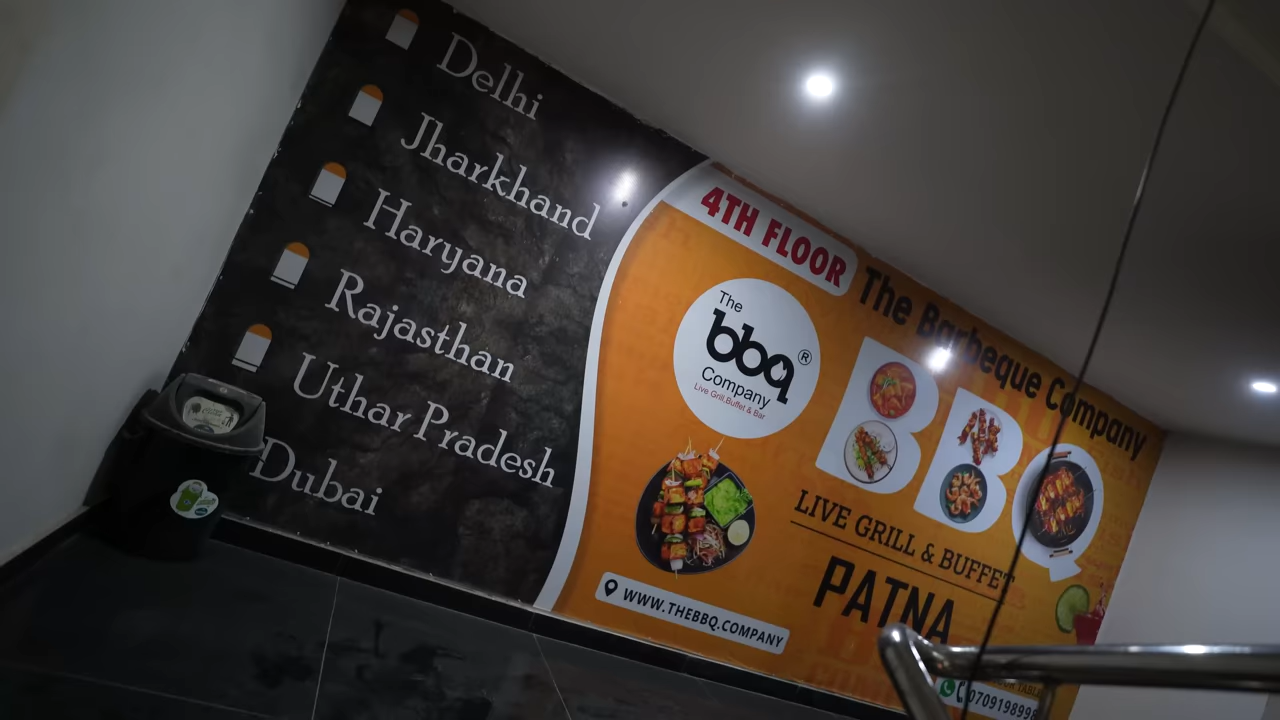 Delhi
Jharkhand
Haryana
Rajasthan
Uthar Pradesh
Dubai
4TH FLOOR
The Barbeque Company
The
bbq ®
Company
Live Grill, Buffet & Bar
BBQ
LIVE GRILL & BUFFET
PATNA
WWW.THEBBQ.COMPANY